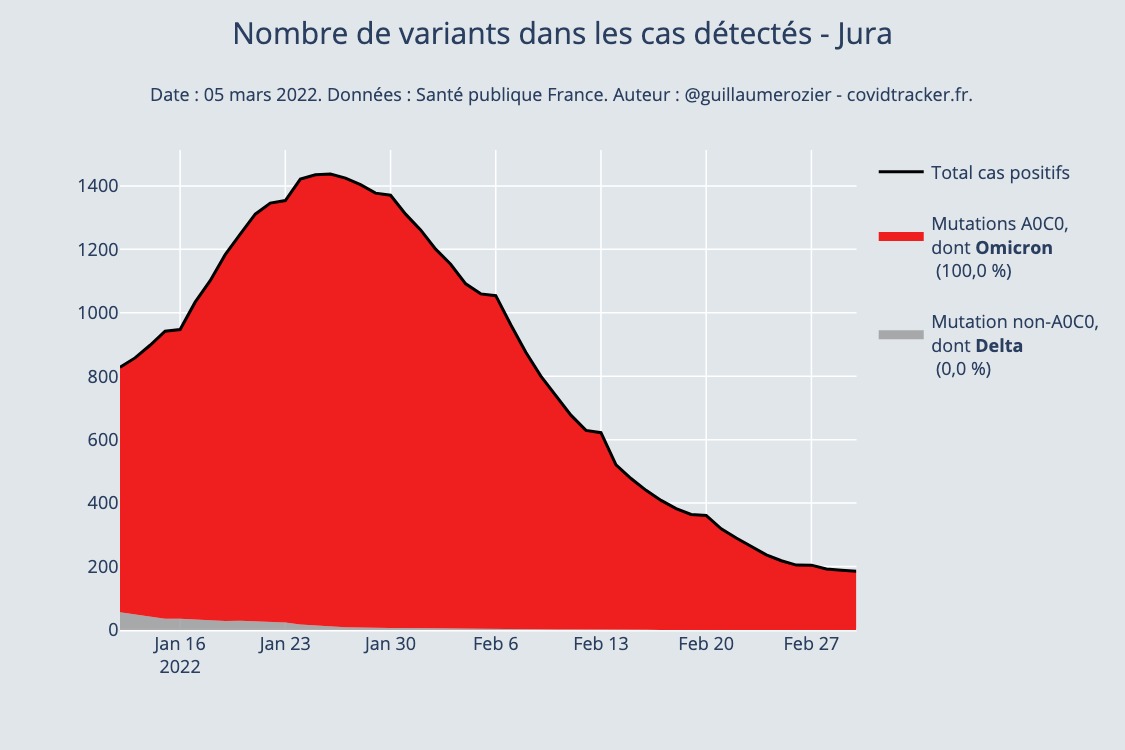 Nombre de variants dans les cas détectés - Jura
Date : 05 mars 2022. Données : Santé publique France. Auteur : @guillaumerozier - covidtracker.fr.
1400
1200
1000
800
600
400
200
0
Jan 16
2022
Jan 23
Jan 30
Feb 6
Feb 13
Feb 20
Feb 27
Total cas positifs
Mutations A0C0,
dont Omicron
(100,0 %)
Mutation non-A0C0,
dont Delta
(0,0 %)